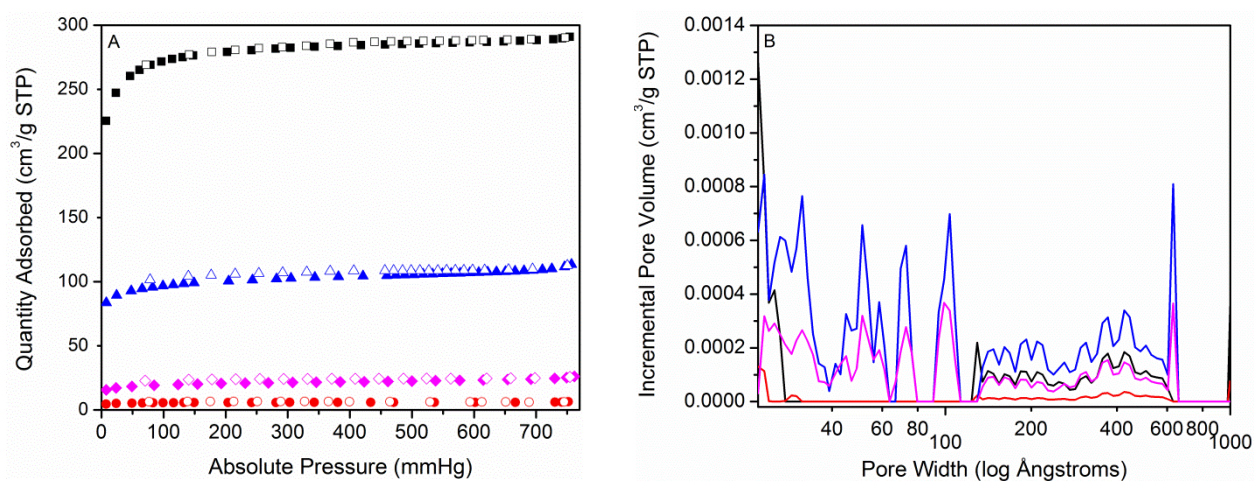 A
300
250
200
150
100
50
0
0 100 200 300 400 500 600 700
Quantity Adsorbed (cm³/g STP)
Absolute Pressure (mmHg)
B
0.0014
0.0012
0.0010
0.0008
0.0006
0.0004
0.0002
0.0000
40 60 80 100 200 400 600 1000
Incremental Pore Volume (cm³/g STP)
Pore Width (log Ångstroms)